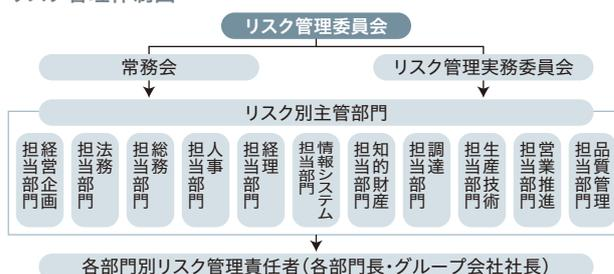 リスク管理委員会
常務会
リスク管理実務委員会
リスク別主管部門
経営企画
担当部門
法務
担当部門
総務
担当部門
人事
担当部門
経理
担当部門
情報システム
担当部門
知的財産
担当部門
調達
担当部門
生産技術
担当部門
営業推進
担当部門
品質管理
担当部門
各部門別リスク管理責任者（各部門長・グループ会社社長）